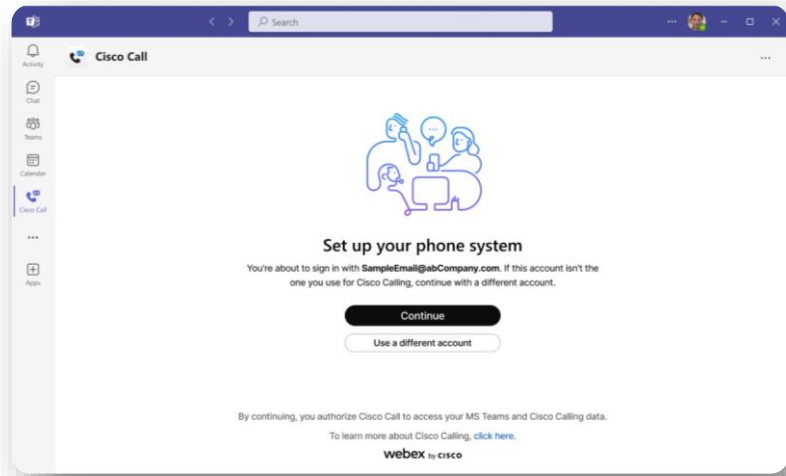 Search
Activity
Cisco Call
Chat
Teams
Calendar
Cisco Call
Apps
Set up your phone system
You're about to sign in with SampleEmail@abCompany.com. If this account isn't the
one you use for Cisco Calling, continue with a different account.
Continue
Use a different account
By continuing, you authorize Cisco Call to access your MS Teams and Cisco Calling data.
To learn more about Cisco Calling, click here.
webex by CISCO